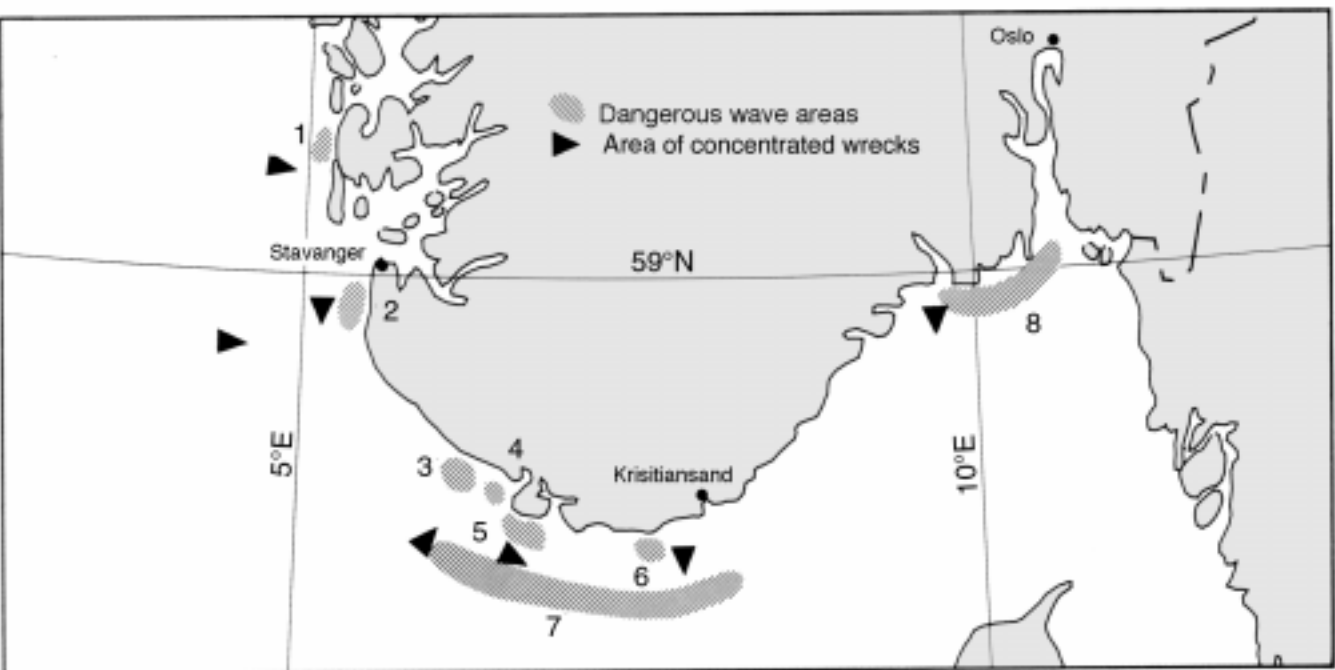 Oslo
Dangerous wave areas
Area of concentrated wrecks
1
Stavanger
59°N
2
8
5°E
10°E
4
3
Krisitiansand
5
6
7